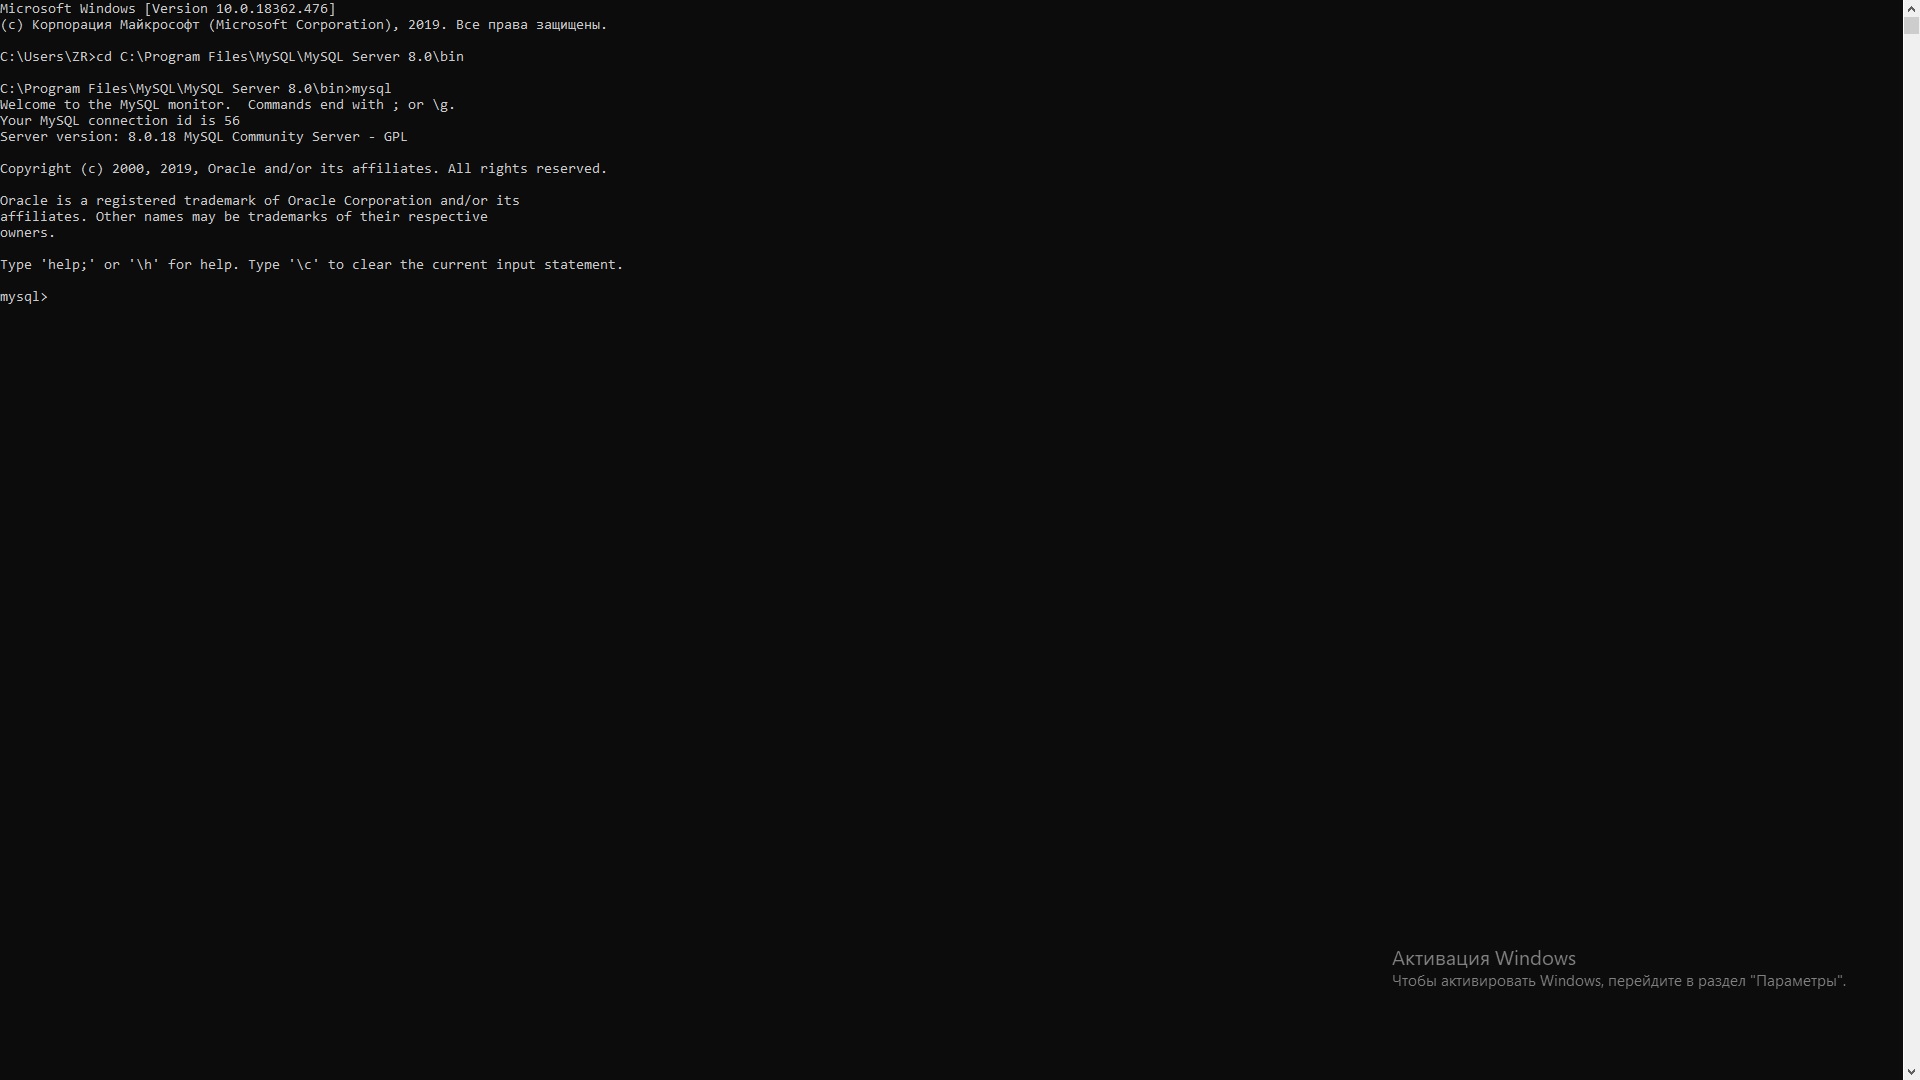 Microsoft Windows [Version 10.0.18362.476]
(c) Корпорация Майкрософт (Microsoft Corporation), 2019. Все права защищены.
C:\Users\ZR>cd C:\Program Files\MySQL\MySQL Server 8.0\bin
C:\Program Files\MySQL\MySQL Server 8.0\bin>mysql
Welcome to the MySQL monitor.  Commands end with ; or \g.
Your MySQL connection id is 56
Server version: 8.0.18 MySQL Community Server - GPL
Copyright (c) 2000, 2019, Oracle and/or its affiliates. All rights reserved.
Oracle is a registered trademark of Oracle Corporation and/or its
affiliates. Other names may be trademarks of their respective
owners.
Type 'help;' or '\h' for help. Type '\c' to clear the current input statement.
mysql>
Активация Windows
Чтобы активировать Windows, перейдите в раздел "Параметры".